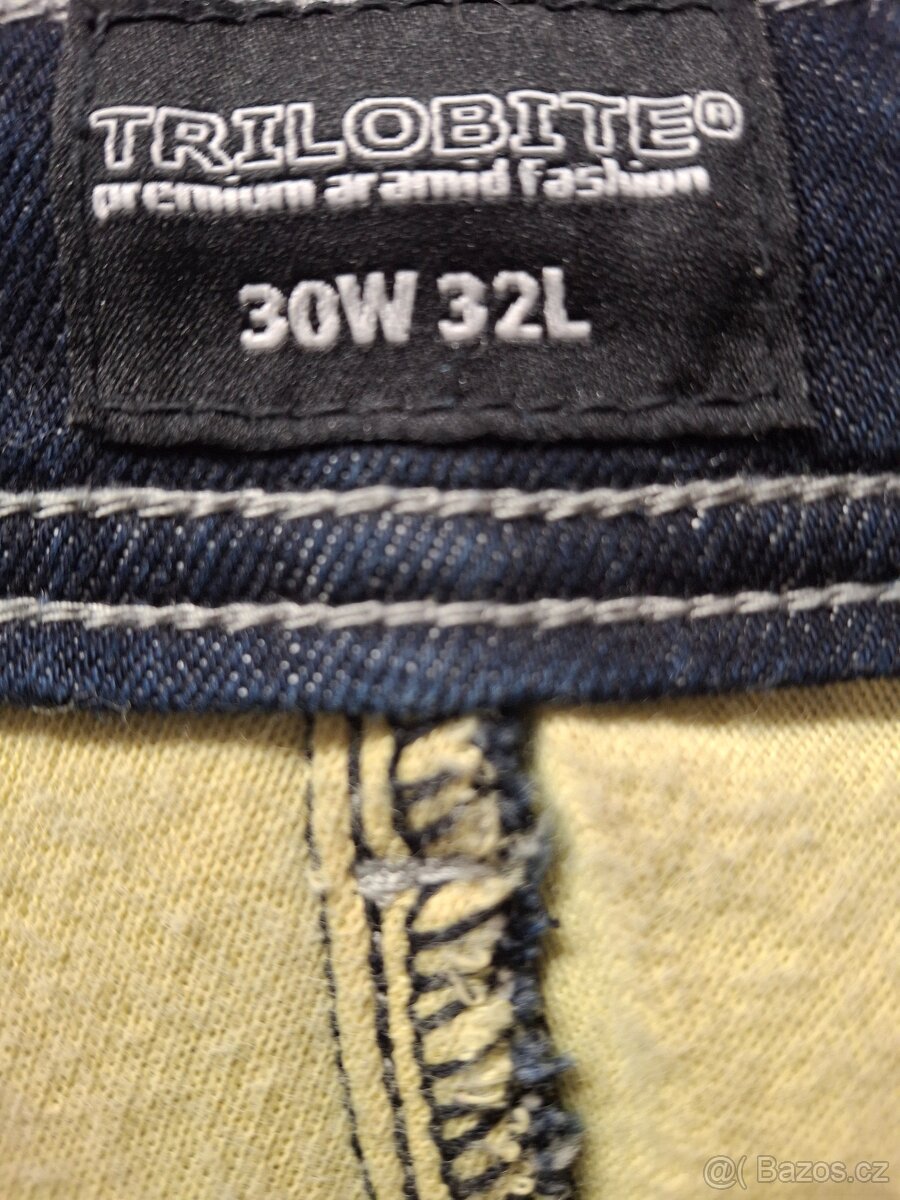 TRILOBITE®
premium aramid fashion
30W 32L
@( Bazos.cz